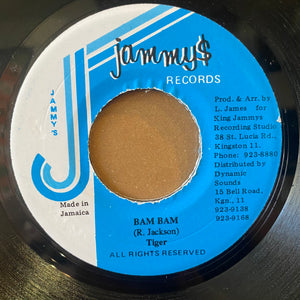 jammy$
RECORDS
JAMMY'S
Prod. & Arr. by
L. James for
King Jammys
Recording Studio
38 St. Lucia Rd.,
Kingston 11.
Phone: 923-8880
Distributed by
Dynamic
Sounds
15 Bell Road,
Kgn., 11
923-9138
923-9168
Made in
Jamaica
BAM BAM
(R. Jackson)
Tiger
ALL RIGHTS RESERVED